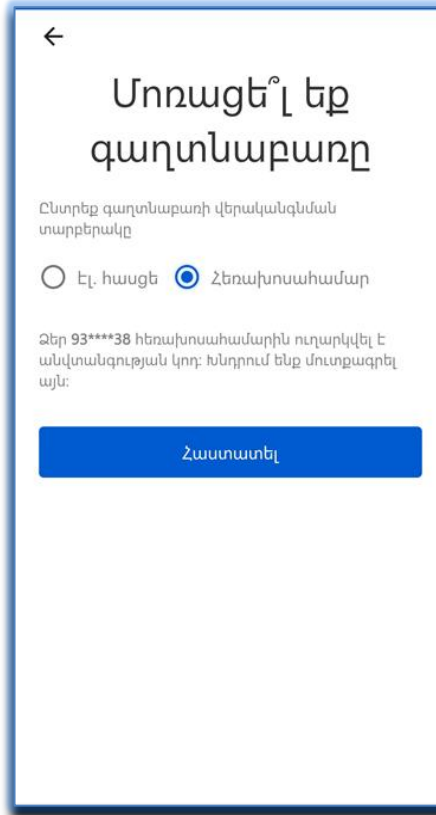 Մոռացե՞լ եք
գաղտնաբառը
Ընտրեք գաղտնաբառի վերականգնման
տարբերակը
Էլ. հասցե
Հեռախոսահամար
Ձեր 93****38 հեռախոսահամարին ուղարկվել է
անվտանգության կոդ: Խնդրում ենք մուտքագրել
այն:
Հաստատել